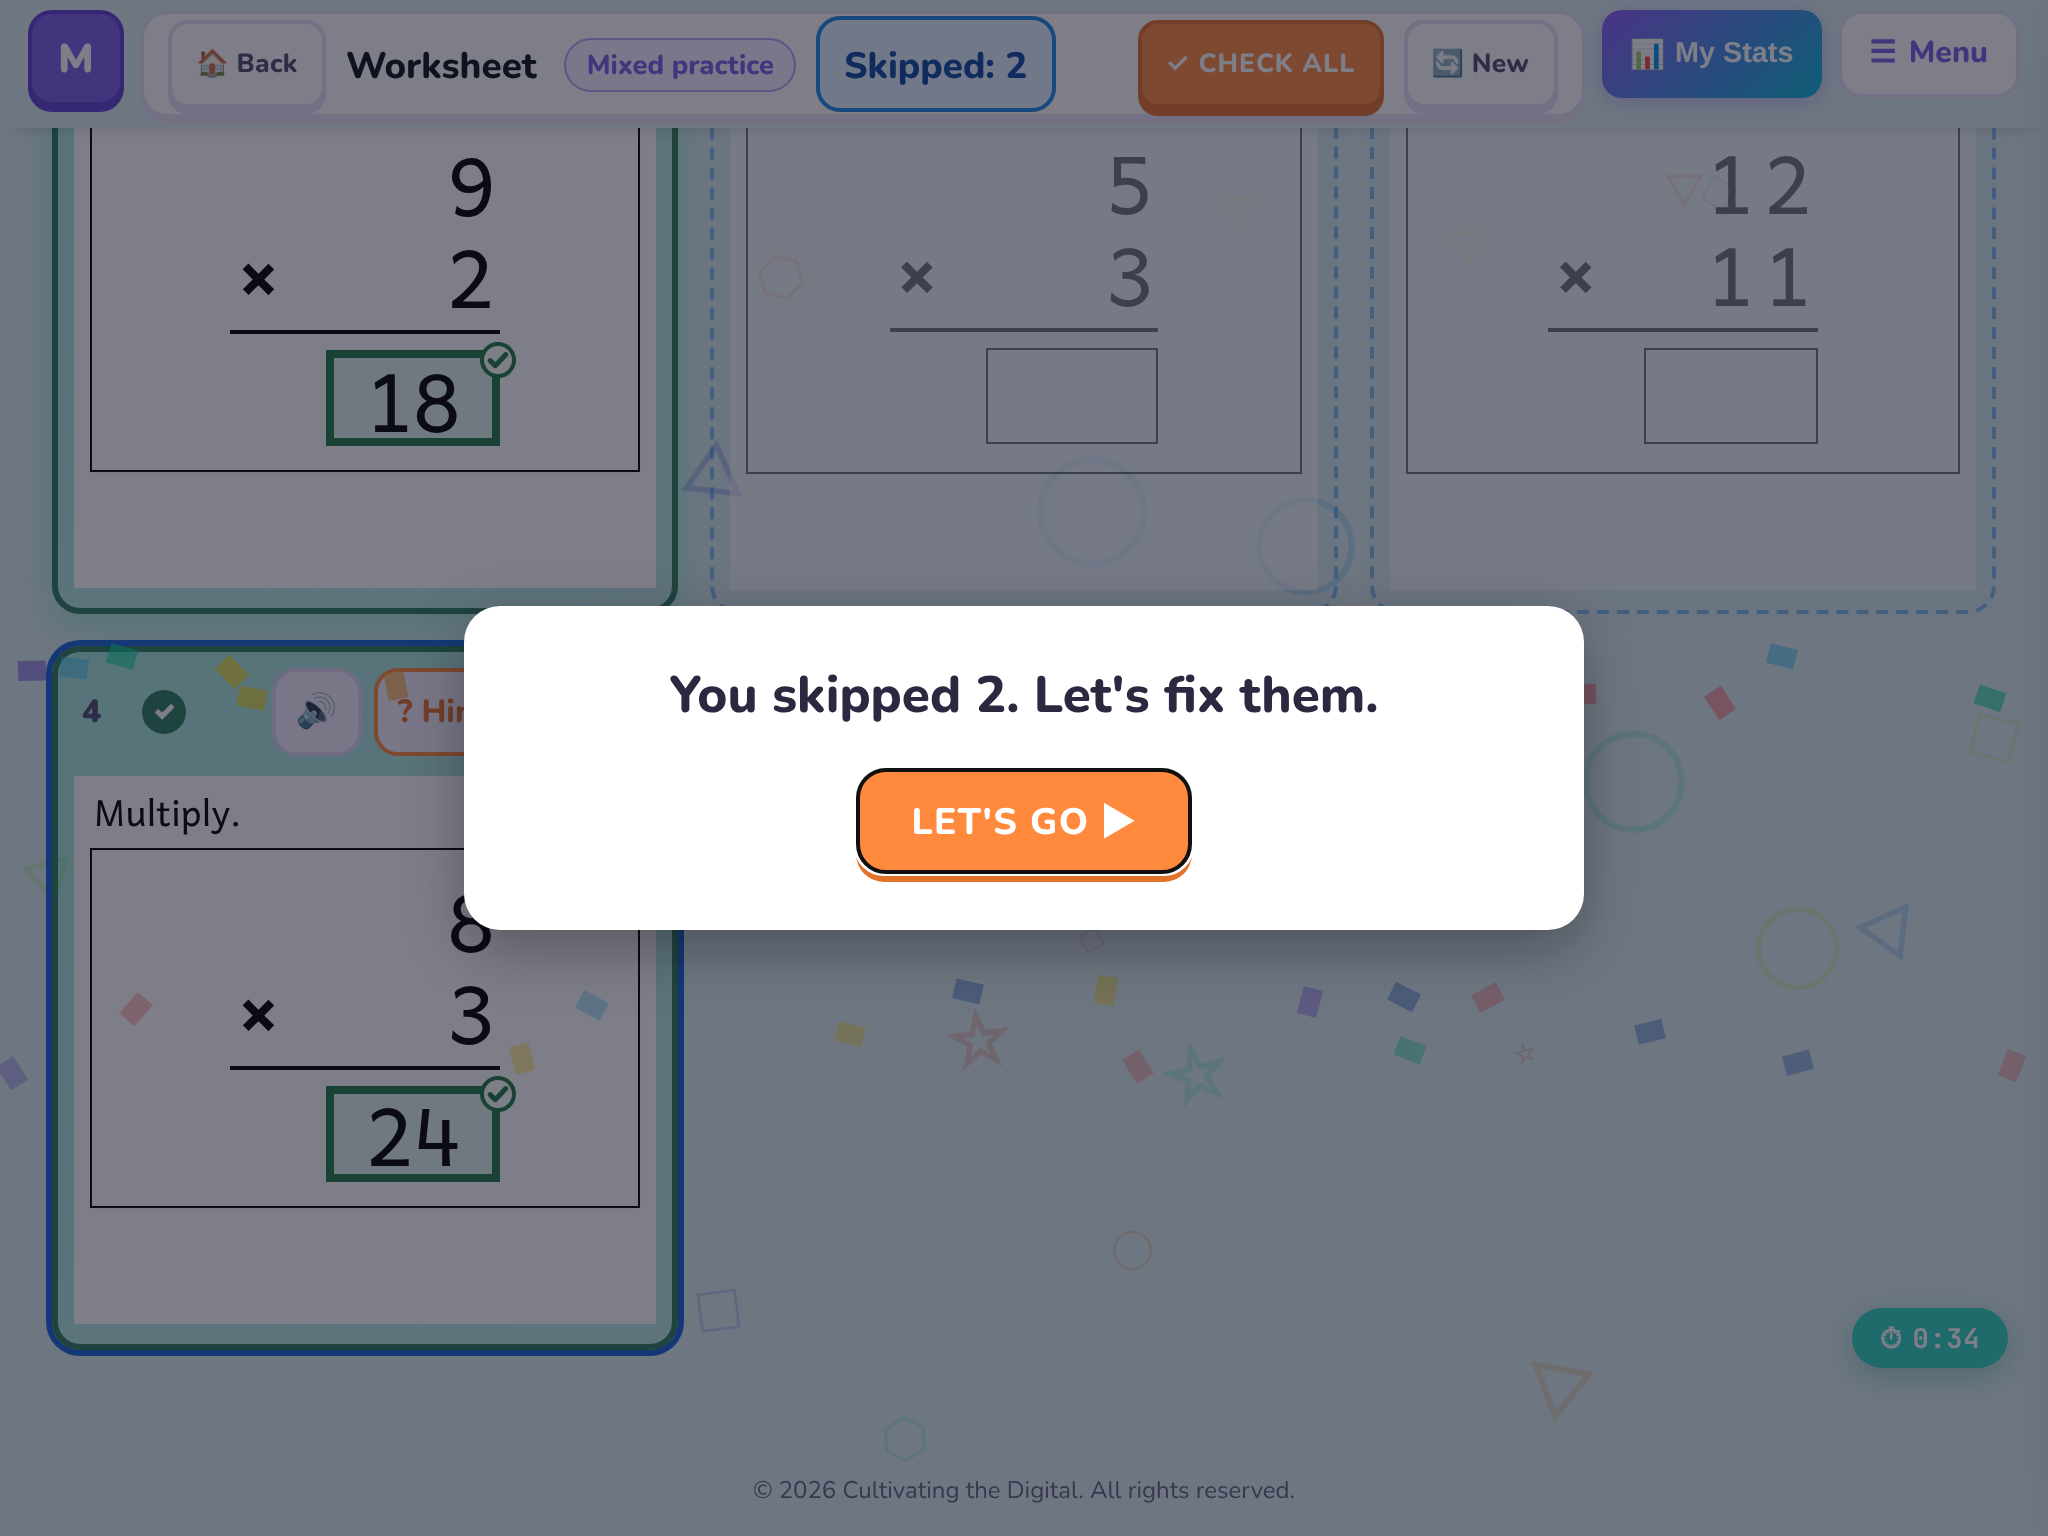 M
🏠 Back
Worksheet
Mixed practice
Skipped: 2
✓ CHECK ALL
🔄 New
📊 My Stats
☰ Menu
9
× 2
18
5
× 3
12
× 11
You skipped 2. Let's fix them.
LET'S GO ▶
4
Multiply.
8
× 3
24
⏱ 0:34
© 2026 Cultivating the Digital. All rights reserved.